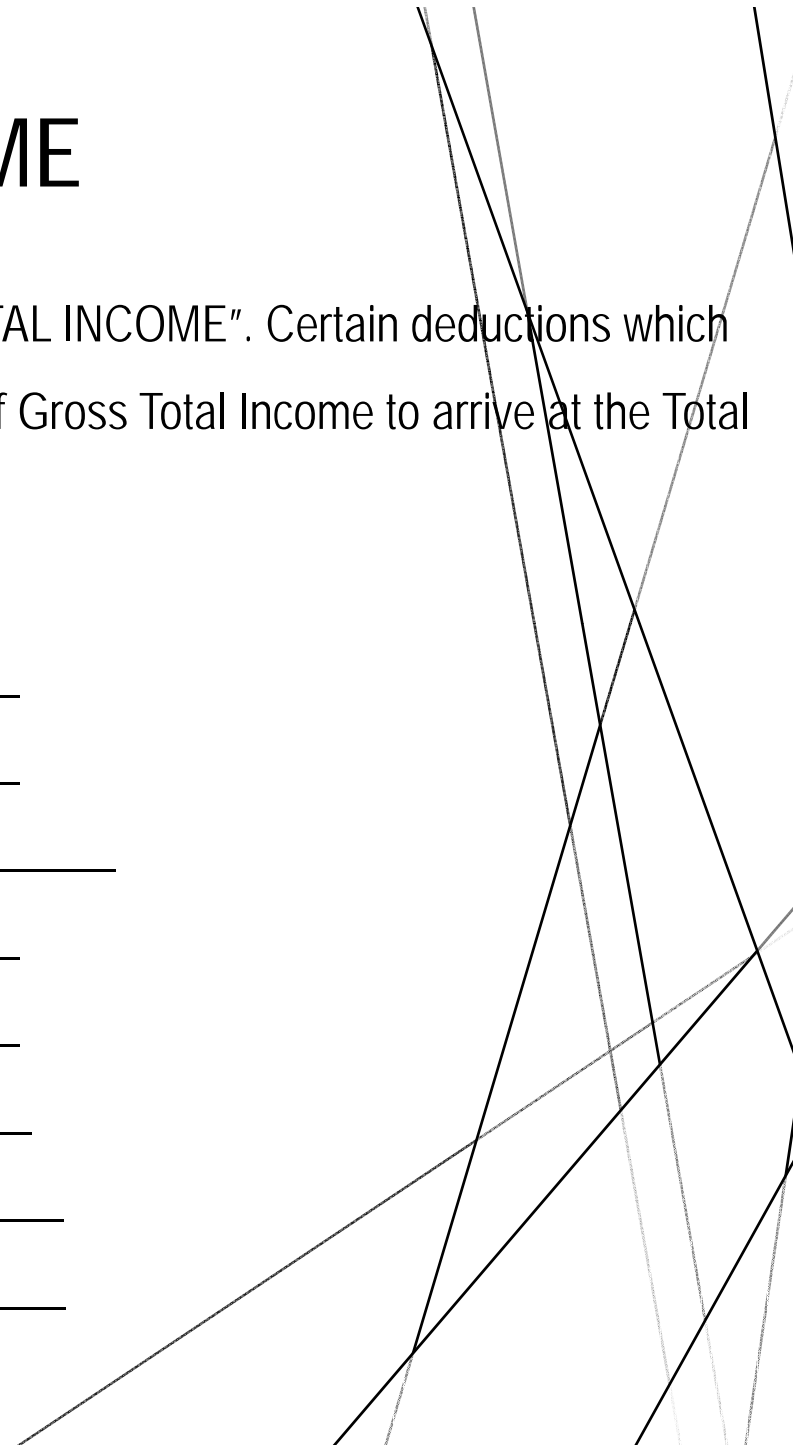 ME
TAL INCOME”. Certain deductions which
f Gross Total Income to arrive at the Total